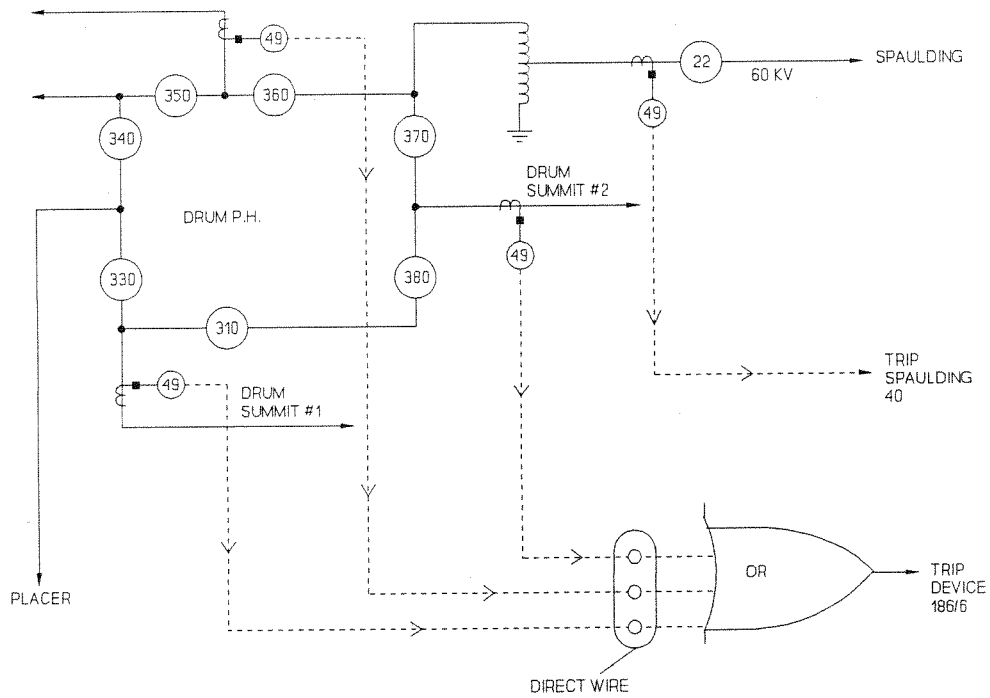 49
22
SPAULDING
60 KV
350
360
49
340
370
DRUM
SUMMIT #2
DRUM P.H.
49
330
380
310
49
DRUM
SUMMIT #1
TRIP
SPAULDING
40
OR
TRIP
DEVICE
186/6
PLACER
DIRECT WIRE